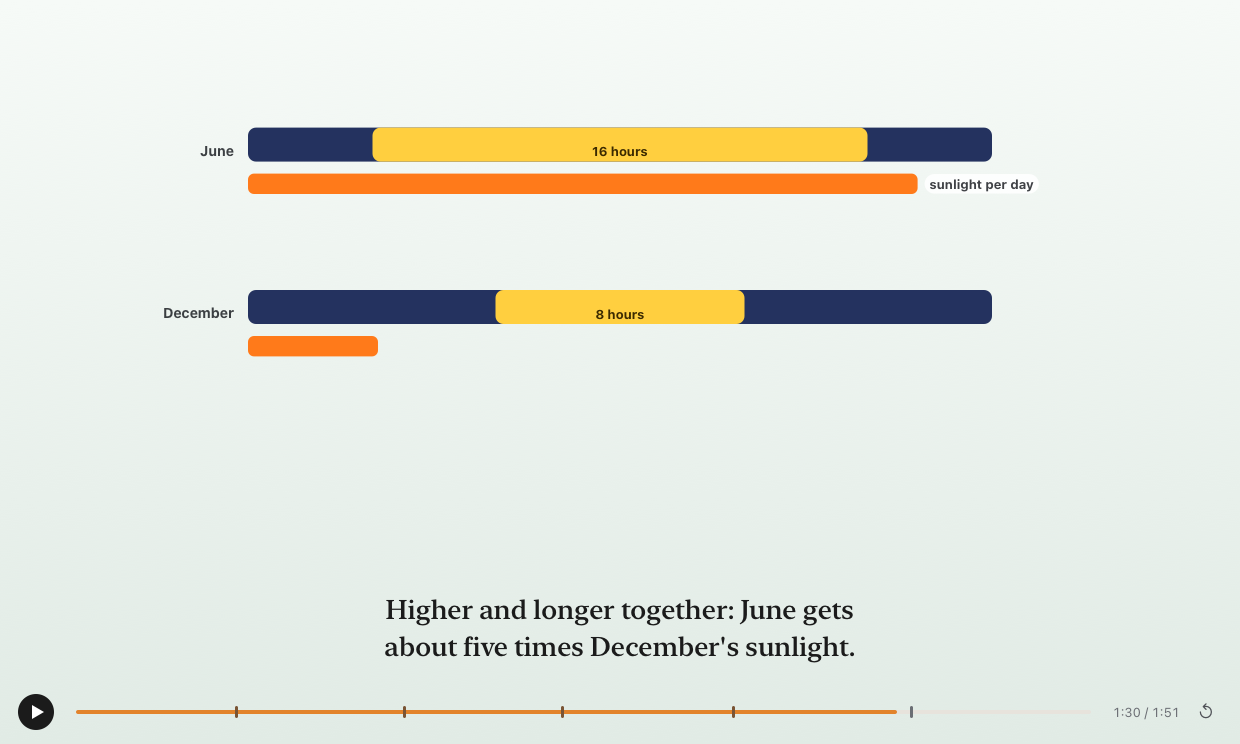 June
16 hours
sunlight per day
December
8 hours
Higher and longer together: June gets
about five times December's sunlight.
1:30 / 1:51